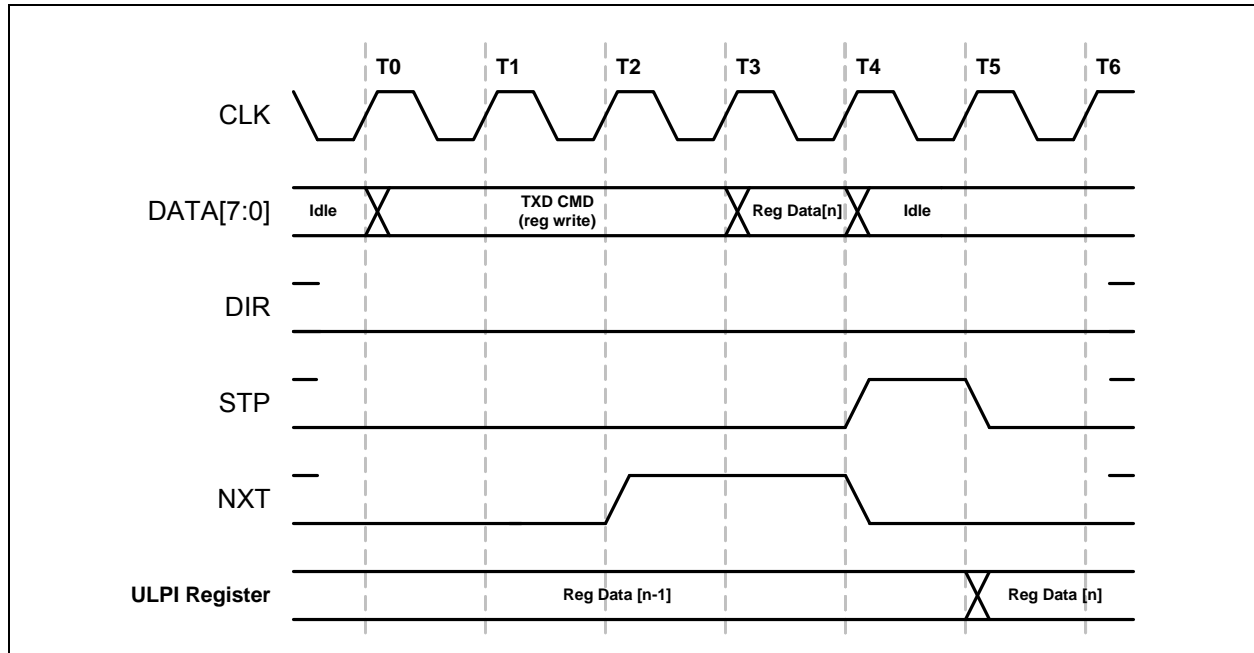 T0 T1 T2 T3 T4 T5 T6
CLK
DATA[7:0] Idle TXD CMD Reg Data[n] Idle
(reg write)
DIR
STP
NXT
ULPI Register Reg Data [n-1] Reg Data [n]